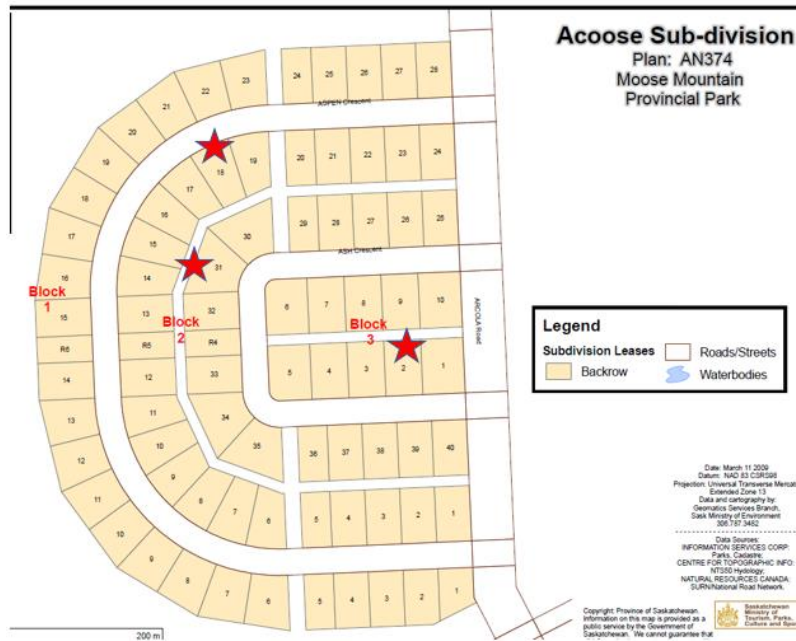 Acoose Sub-division
Plan: AN374
Moose Mountain
Provincial Park
23
24 25 26 27 28
22
21
ASPEN Crescent
20
19
18
17
16
15
R6
14
13
12
11
10
9
8
7
6
5 4 3 2 1
20 21 22 23 24
19
18
17
16
15
14
13
R5
12
11
10
9
8
7
6
5 4 3 2 1
29 28 27 26 25
30
31
32
R4
33
34
35
36 37 38 39 40
ASH Crescent
6 7 8 9 10
5 4 3 2 1
Block
1
Block
2
Block
3
ARCOLA Road
Legend
Subdivision Leases
Backrow
Roads/Streets
Waterbodies
Date: March 11 2009
Datum: NAD 83 CSRS98
Projection: Universal Transverse Mercat
Extended Zone 13
Data and cartography by:
Geomatics Services Branch,
Sask Ministry of Environment
306.787.3482
Data Sources:
INFORMATION SERVICES CORP:
Parks, Cadastre;
CENTRE FOR TOPOGRAPHIC INFO:
NTS50 Hydology;
NATURAL RESOURCES CANADA:
SURN/National Road Network.
Copyright: Province of Saskatchewan.
Information on this map is provided as a
public service by the Government of
Saskatchewan. We cannot guarantee that
Saskatchewan
Ministry of
Tourism, Parks,
Culture and Spo
200 m